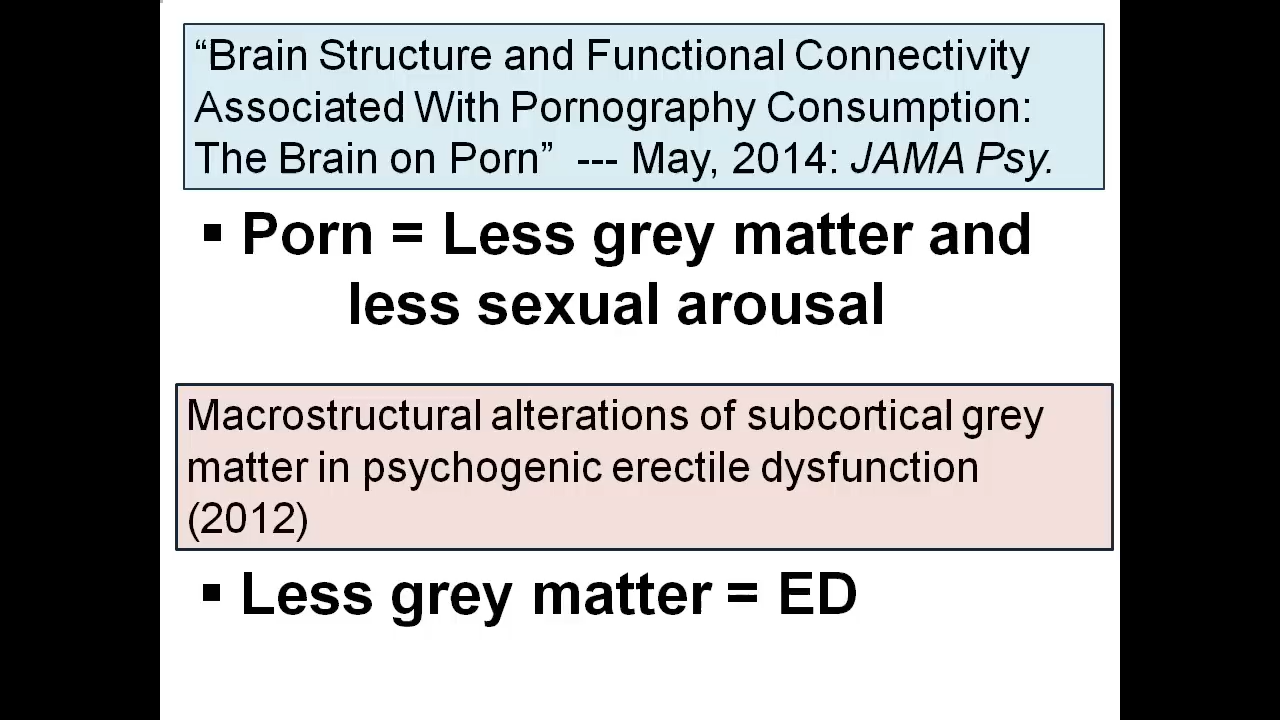 “Brain Structure and Functional Connectivity
Associated With Pornography Consumption:
The Brain on Porn” --- May, 2014: JAMA Psy.
▪ Porn = Less grey matter and
less sexual arousal
Macrostructural alterations of subcortical grey
matter in psychogenic erectile dysfunction
(2012)
▪ Less grey matter = ED